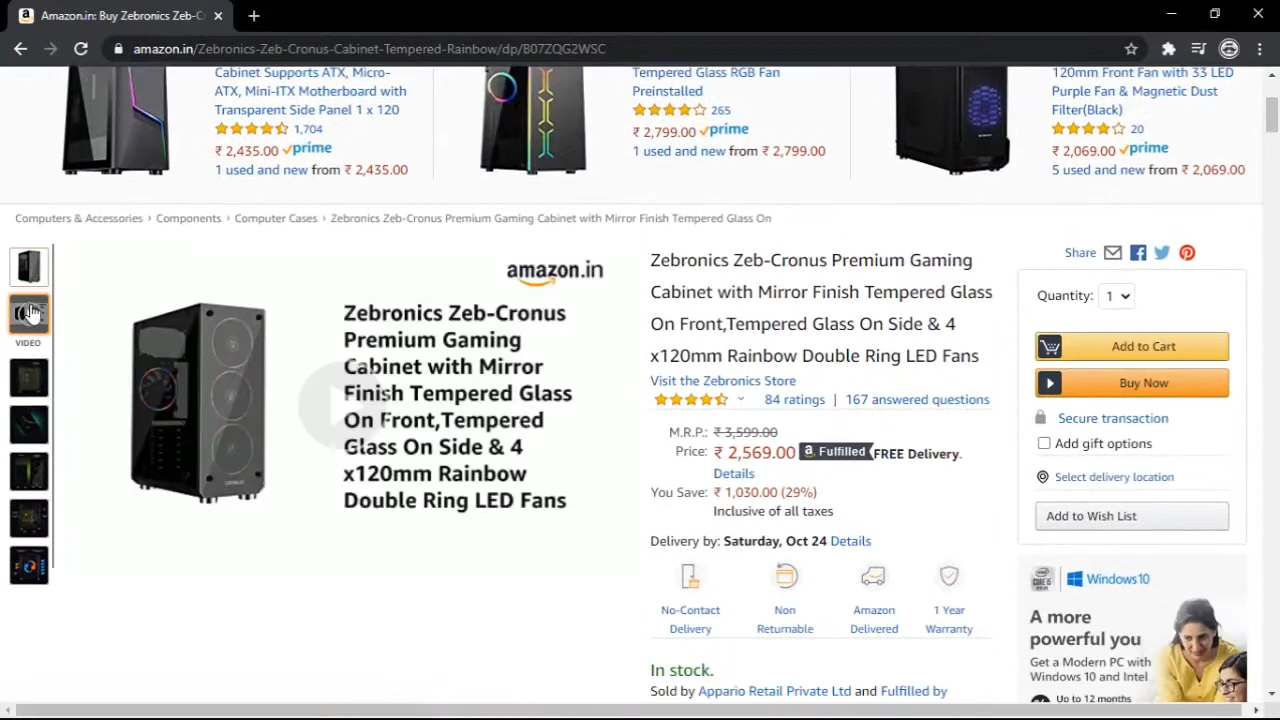 Amazon.in: Buy Zebronics Zeb-C
amazon.in/Zebronics-Zeb-Cronus-Cabinet-Tempered-Rainbow/dp/B07ZQG2WSC
Cabinet Supports ATX, Micro-
ATX, Mini-ITX Motherboard with
Transparent Side Panel 1 x 120
1,704
₹ 2,435.00 prime
1 used and new from ₹ 2,435.00
Tempered Glass RGB Fan
Preinstalled
265
₹ 2,799.00 prime
1 used and new from ₹ 2,799.00
120mm Front Fan with 33 LED
Purple Fan & Magnetic Dust
Filter(Black)
20
₹ 2,069.00 prime
5 used and new from ₹ 2,069.00
Computers & Accessories › Components › Computer Cases › Zebronics Zeb-Cronus Premium Gaming Cabinet with Mirror Finish Tempered Glass On
VIDEO
amazon.in
Zebronics Zeb-Cronus
Premium Gaming
Cabinet with Mirror
Finish Tempered Glass
On Front,Tempered
Glass On Side & 4
x120mm Rainbow
Double Ring LED Fans
Zebronics Zeb-Cronus Premium Gaming
Cabinet with Mirror Finish Tempered Glass
On Front,Tempered Glass On Side & 4
x120mm Rainbow Double Ring LED Fans
Visit the Zebronics Store
84 ratings | 167 answered questions
M.R.P.: ₹ 3,599.00
Price: ₹ 2,569.00 a Fulfilled FREE Delivery.
Details
You Save: ₹ 1,030.00 (29%)
Inclusive of all taxes
Delivery by: Saturday, Oct 24 Details
No-Contact
Delivery
Non
Returnable
Amazon
Delivered
1 Year
Warranty
In stock.
Sold by Appario Retail Private Ltd and Fulfilled by
Share
Quantity: 1
Add to Cart
Buy Now
Secure transaction
Add gift options
Select delivery location
Add to Wish List
Windows10
A more
powerful you
Get a Modern PC with
Windows 10 and Intel
Up to 12 months